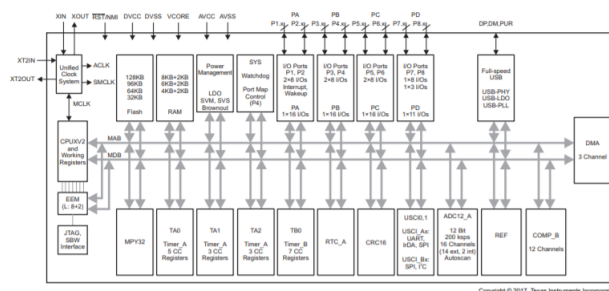 XIN XOUT RST/NMI DVCC DVSS VCORE AVCC AVSS
PA PB PC PD
P1.x P2.x P3.x P4.x P5.x P6.x P7.x P8.x
DP,DM,PUR
XT2IN
XT2OUT
Unified
Clock
System
ACLK
SMCLK
MCLK
128KB
96KB
64KB
32KB
Flash
8KB+2KB
6KB+2KB
4KB+2KB
RAM
Power
Management
LDO
SVM, SVS
Brownout
SYS
Watchdog
Port Map
Control
(P4)
I/O Ports
P1, P2
2×8 I/Os
Interrupt,
Wakeup
PA
1×16 I/Os
I/O Ports
P3, P4
2×8 I/Os
PB
1×16 I/Os
I/O Ports
P5, P6
2×8 I/Os
PC
1×16 I/Os
I/O Ports
P7, P8
1×8 I/Os
1×3 I/Os
PD
1×11 I/Os
Full-speed
USB
USB-PHY
USB-LDO
USB-PLL
CPUXV2
and
Working
Registers
MAB
MDB
DMA
3 Channel
EEM
(L: 8+2)
JTAG,
SBW
Interface
MPY32
TA0
Timer_A
5 CC
Registers
TA1
Timer_A
3 CC
Registers
TA2
Timer_A
3 CC
Registers
TB0
Timer_B
7 CC
Registers
RTC_A
CRC16
USCI0,1
USCI_Ax:
UART,
IrDA, SPI
USCI_Bx:
SPI, I²C
ADC12_A
12 Bit
200 ksps
16 Channels
(14 ext, 2 int)
Autoscan
REF
COMP_B
12 Channels
Copyright © 2017, Texas Instruments